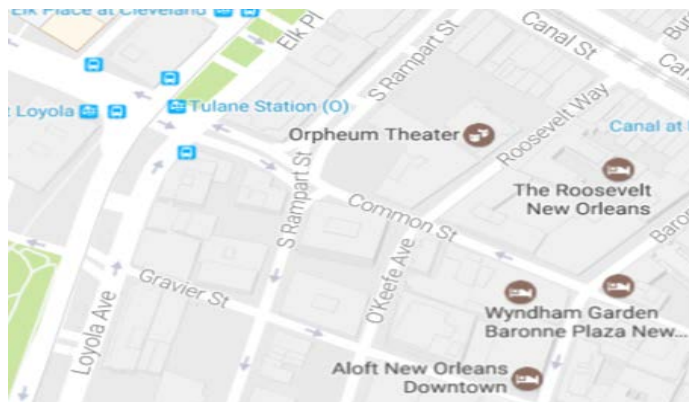 Elk Place at Cleveland
Elk Pl
S Rampart St
Canal St
Loyola
Tulane Station (O)
Orpheum Theater
Roosevelt Way
Canal at
The Roosevelt
New Orleans
S Rampart St
Common St
Gravier St
O'Keefe Ave
Loyola Ave
Wyndham Garden
Baronne Plaza New...
Aloft New Orleans
Downtown